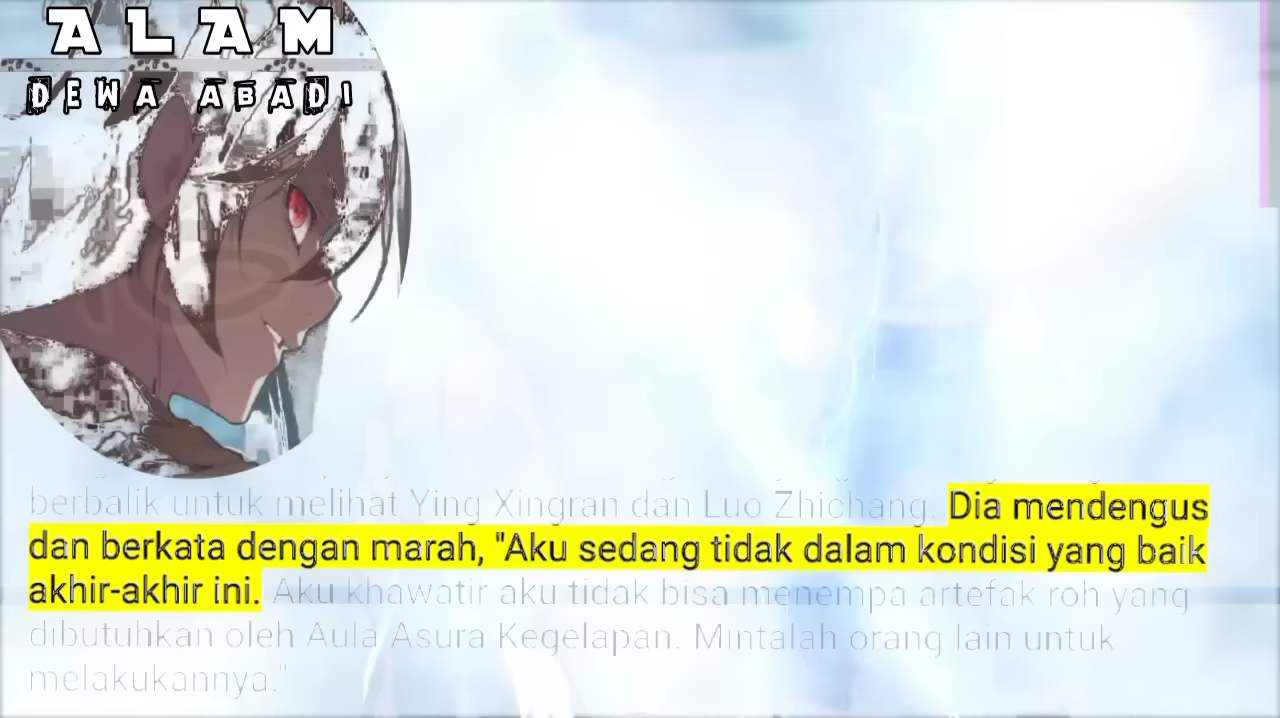 ALAM
DEWA ABADI
berbalik untuk melihat Ying Xingran dan Luo Zhichang. Dia mendengus
dan berkata dengan marah, "Aku sedang tidak dalam kondisi yang baik
akhir-akhir ini. Aku khawatir aku tidak bisa menempa artefak roh yang
dibutuhkan oleh Aula Asura Kegelapan. Mintalah orang lain untuk
melakukannya."